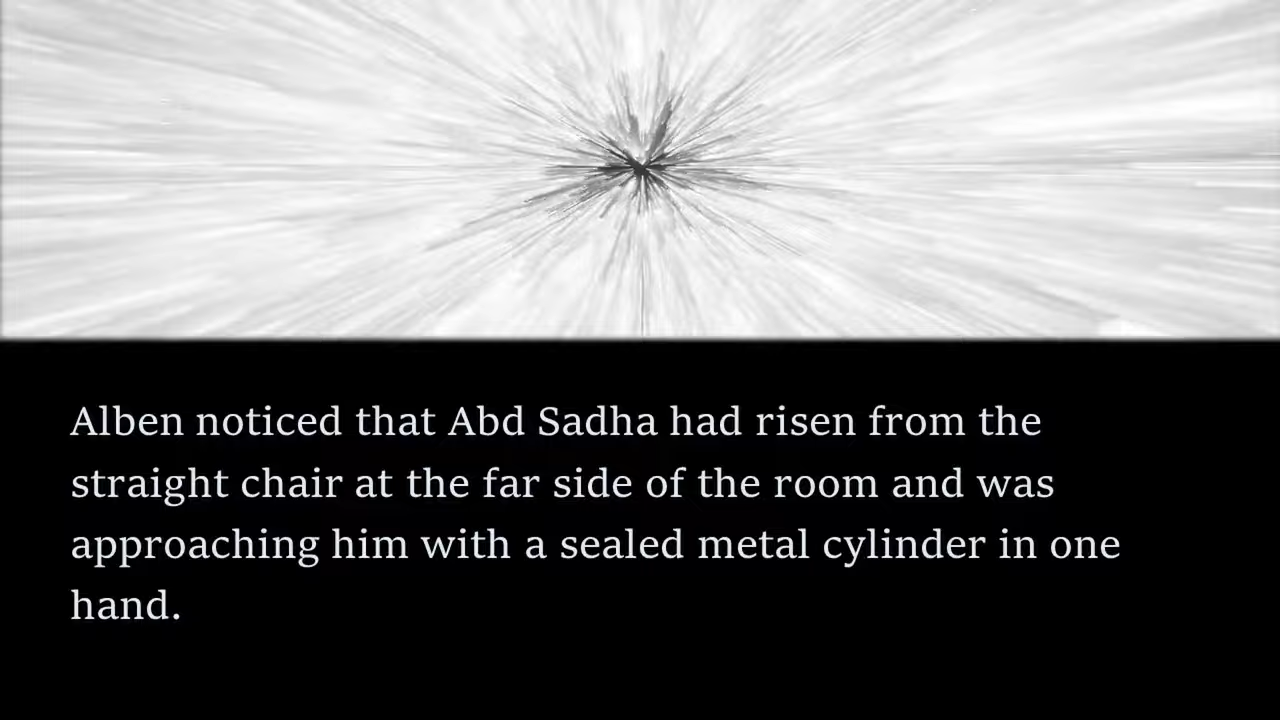 Alben noticed that Abd Sadha had risen from the
straight chair at the far side of the room and was
approaching him with a sealed metal cylinder in one
hand.